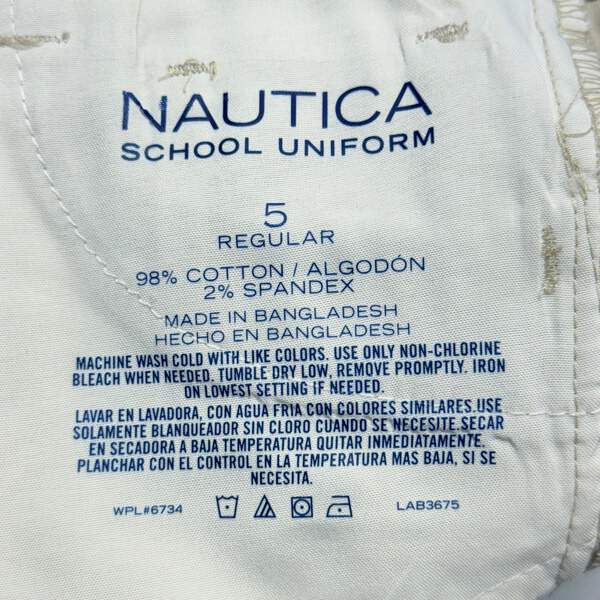 NAUTICA
SCHOOL UNIFORM
5
REGULAR
98% COTTON / ALGODÓN
2% SPANDEX
MADE IN BANGLADESH
HECHO EN BANGLADESH
MACHINE WASH COLD WITH LIKE COLORS. USE ONLY NON-CHLORINE
BLEACH WHEN NEEDED. TUMBLE DRY LOW, REMOVE PROMPTLY. IRON
ON LOWEST SETTING IF NEEDED.
LAVAR EN LAVADORA, CON AGUA FRIA CON COLORES SIMILARES.USE
SOLAMENTE BLANQUEADOR SIN CLORO CUANDO SE NECESITE.SECAR
EN SECADORA A BAJA TEMPERATURA QUITAR INMEDIATAMENTE.
PLANCHAR CON EL CONTROL EN LA TEMPERATURA MAS BAJA, SI SE
NECESITA.
WPL#6734 LAB3675